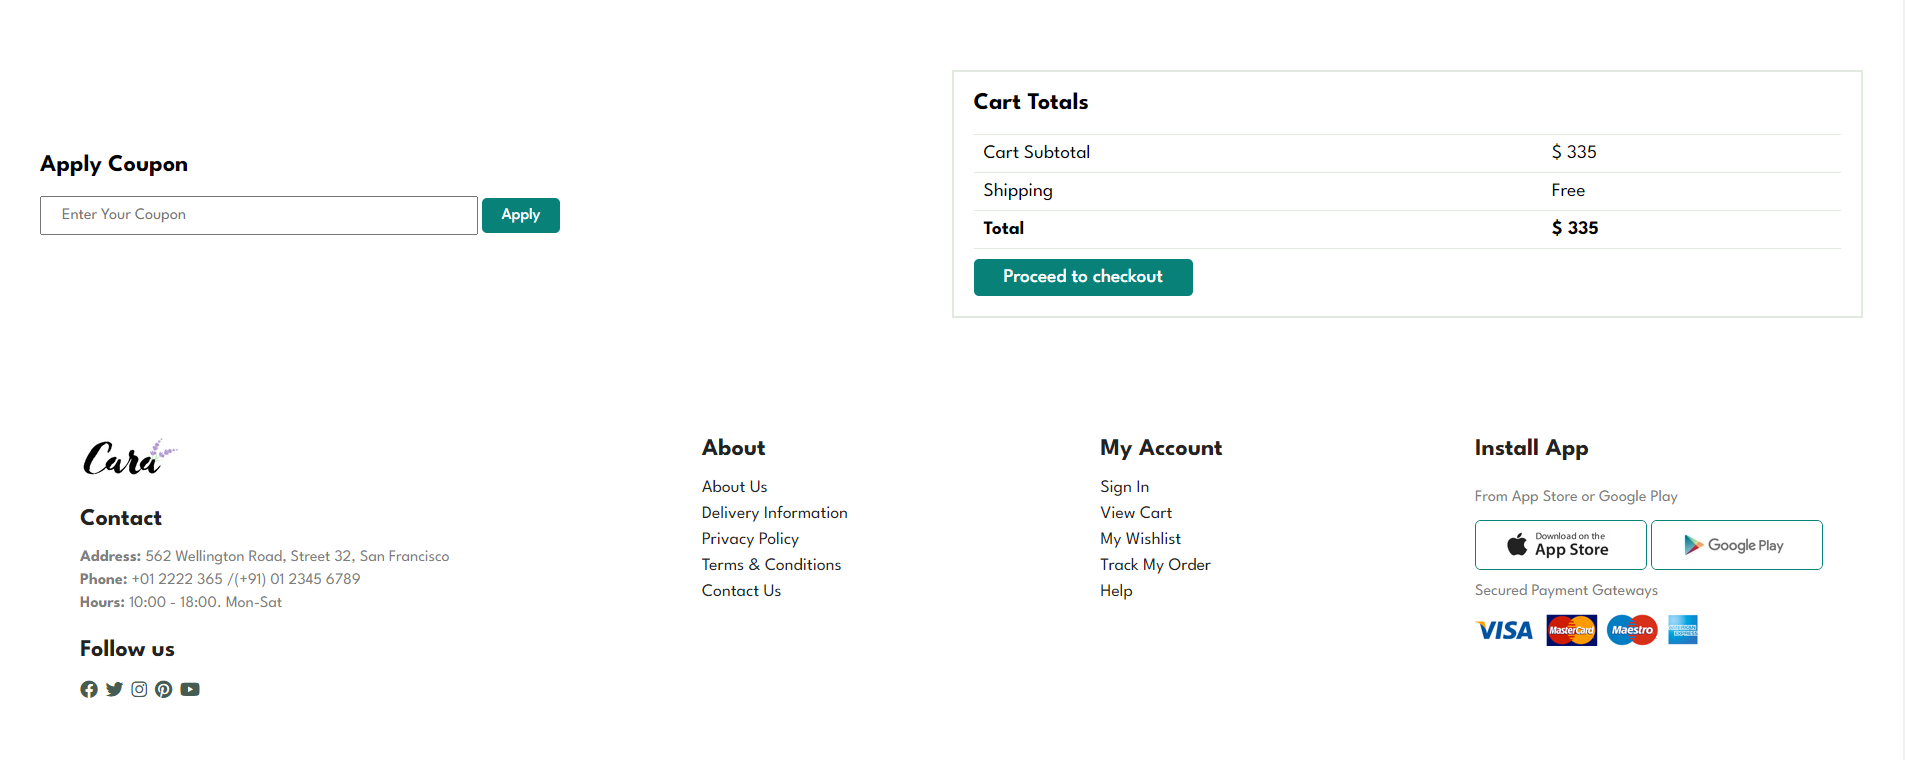 Cart Totals
Cart Subtotal $ 335
Shipping Free
Total $ 335
Proceed to checkout
Apply Coupon
Enter Your Coupon Apply
Cara
Contact
Address: 562 Wellington Road, Street 32, San Francisco
Phone: +01 2222 365 /(+91) 01 2345 6789
Hours: 10:00 - 18:00. Mon-Sat
Follow us
About
About Us
Delivery Information
Privacy Policy
Terms & Conditions
Contact Us
My Account
Sign In
View Cart
My Wishlist
Track My Order
Help
Install App
From App Store or Google Play
Download on the
App Store
Google Play
Secured Payment Gateways
VISA MasterCard Maestro
AMERICAN
EXPRESS